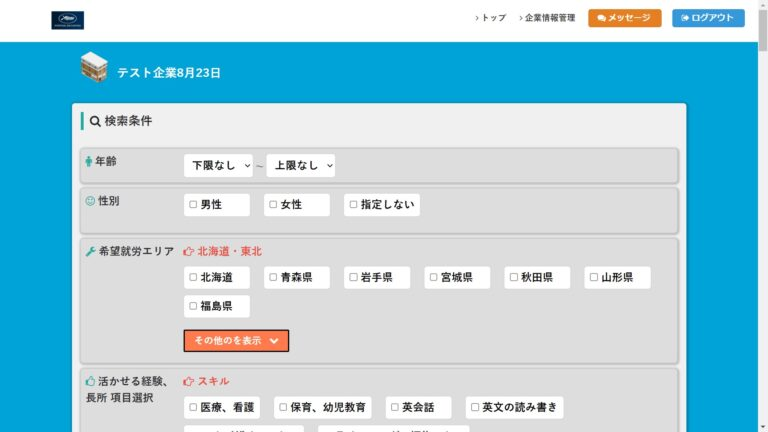 トップ
企業情報管理
メッセージ
ログアウト
テスト企業8月23日
検索条件
年齢
下限なし ～ 上限なし
性別
男性 女性 指定しない
希望就労エリア
北海道・東北
北海道 青森県 岩手県 宮城県 秋田県 山形県
福島県
その他のを表示
活かせる経験、
長所 項目選択
スキル
医療、看護 保育、幼児教育 英会話 英文の読み書き